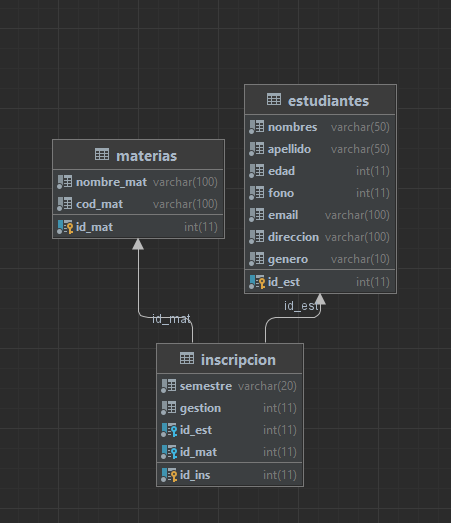 estudiantes
nombres varchar(50)
apellido varchar(50)
edad int(11)
fono int(11)
email varchar(100)
direccion varchar(100)
genero varchar(10)
id_est int(11)
materias
nombre_mat varchar(100)
cod_mat varchar(100)
id_mat int(11)
id_est
id_mat
inscripcion
semestre varchar(20)
gestion int(11)
id_est int(11)
id_mat int(11)
id_ins int(11)